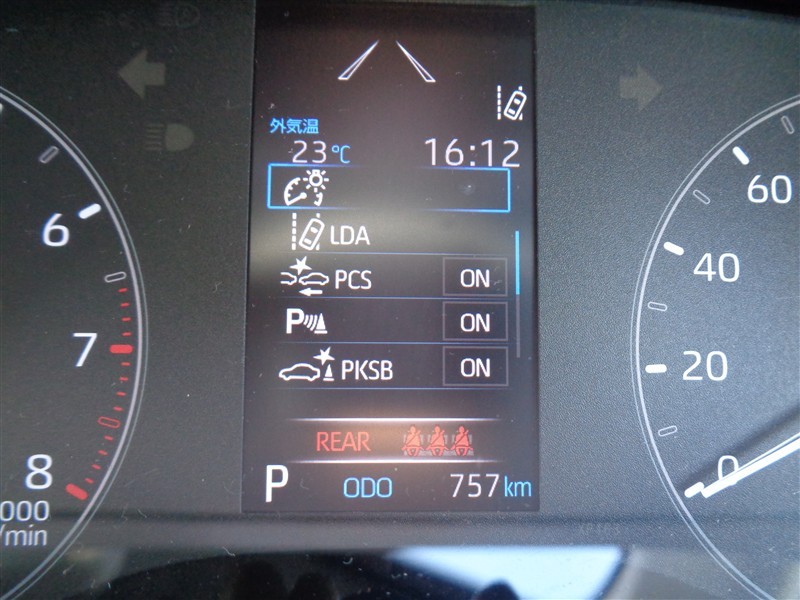 外気温
23℃ 16:12
LDA
PCS ON
P ON
PKSB ON
REAR
P ODO 757km
6
7
8
000
/min
60
40
20
0